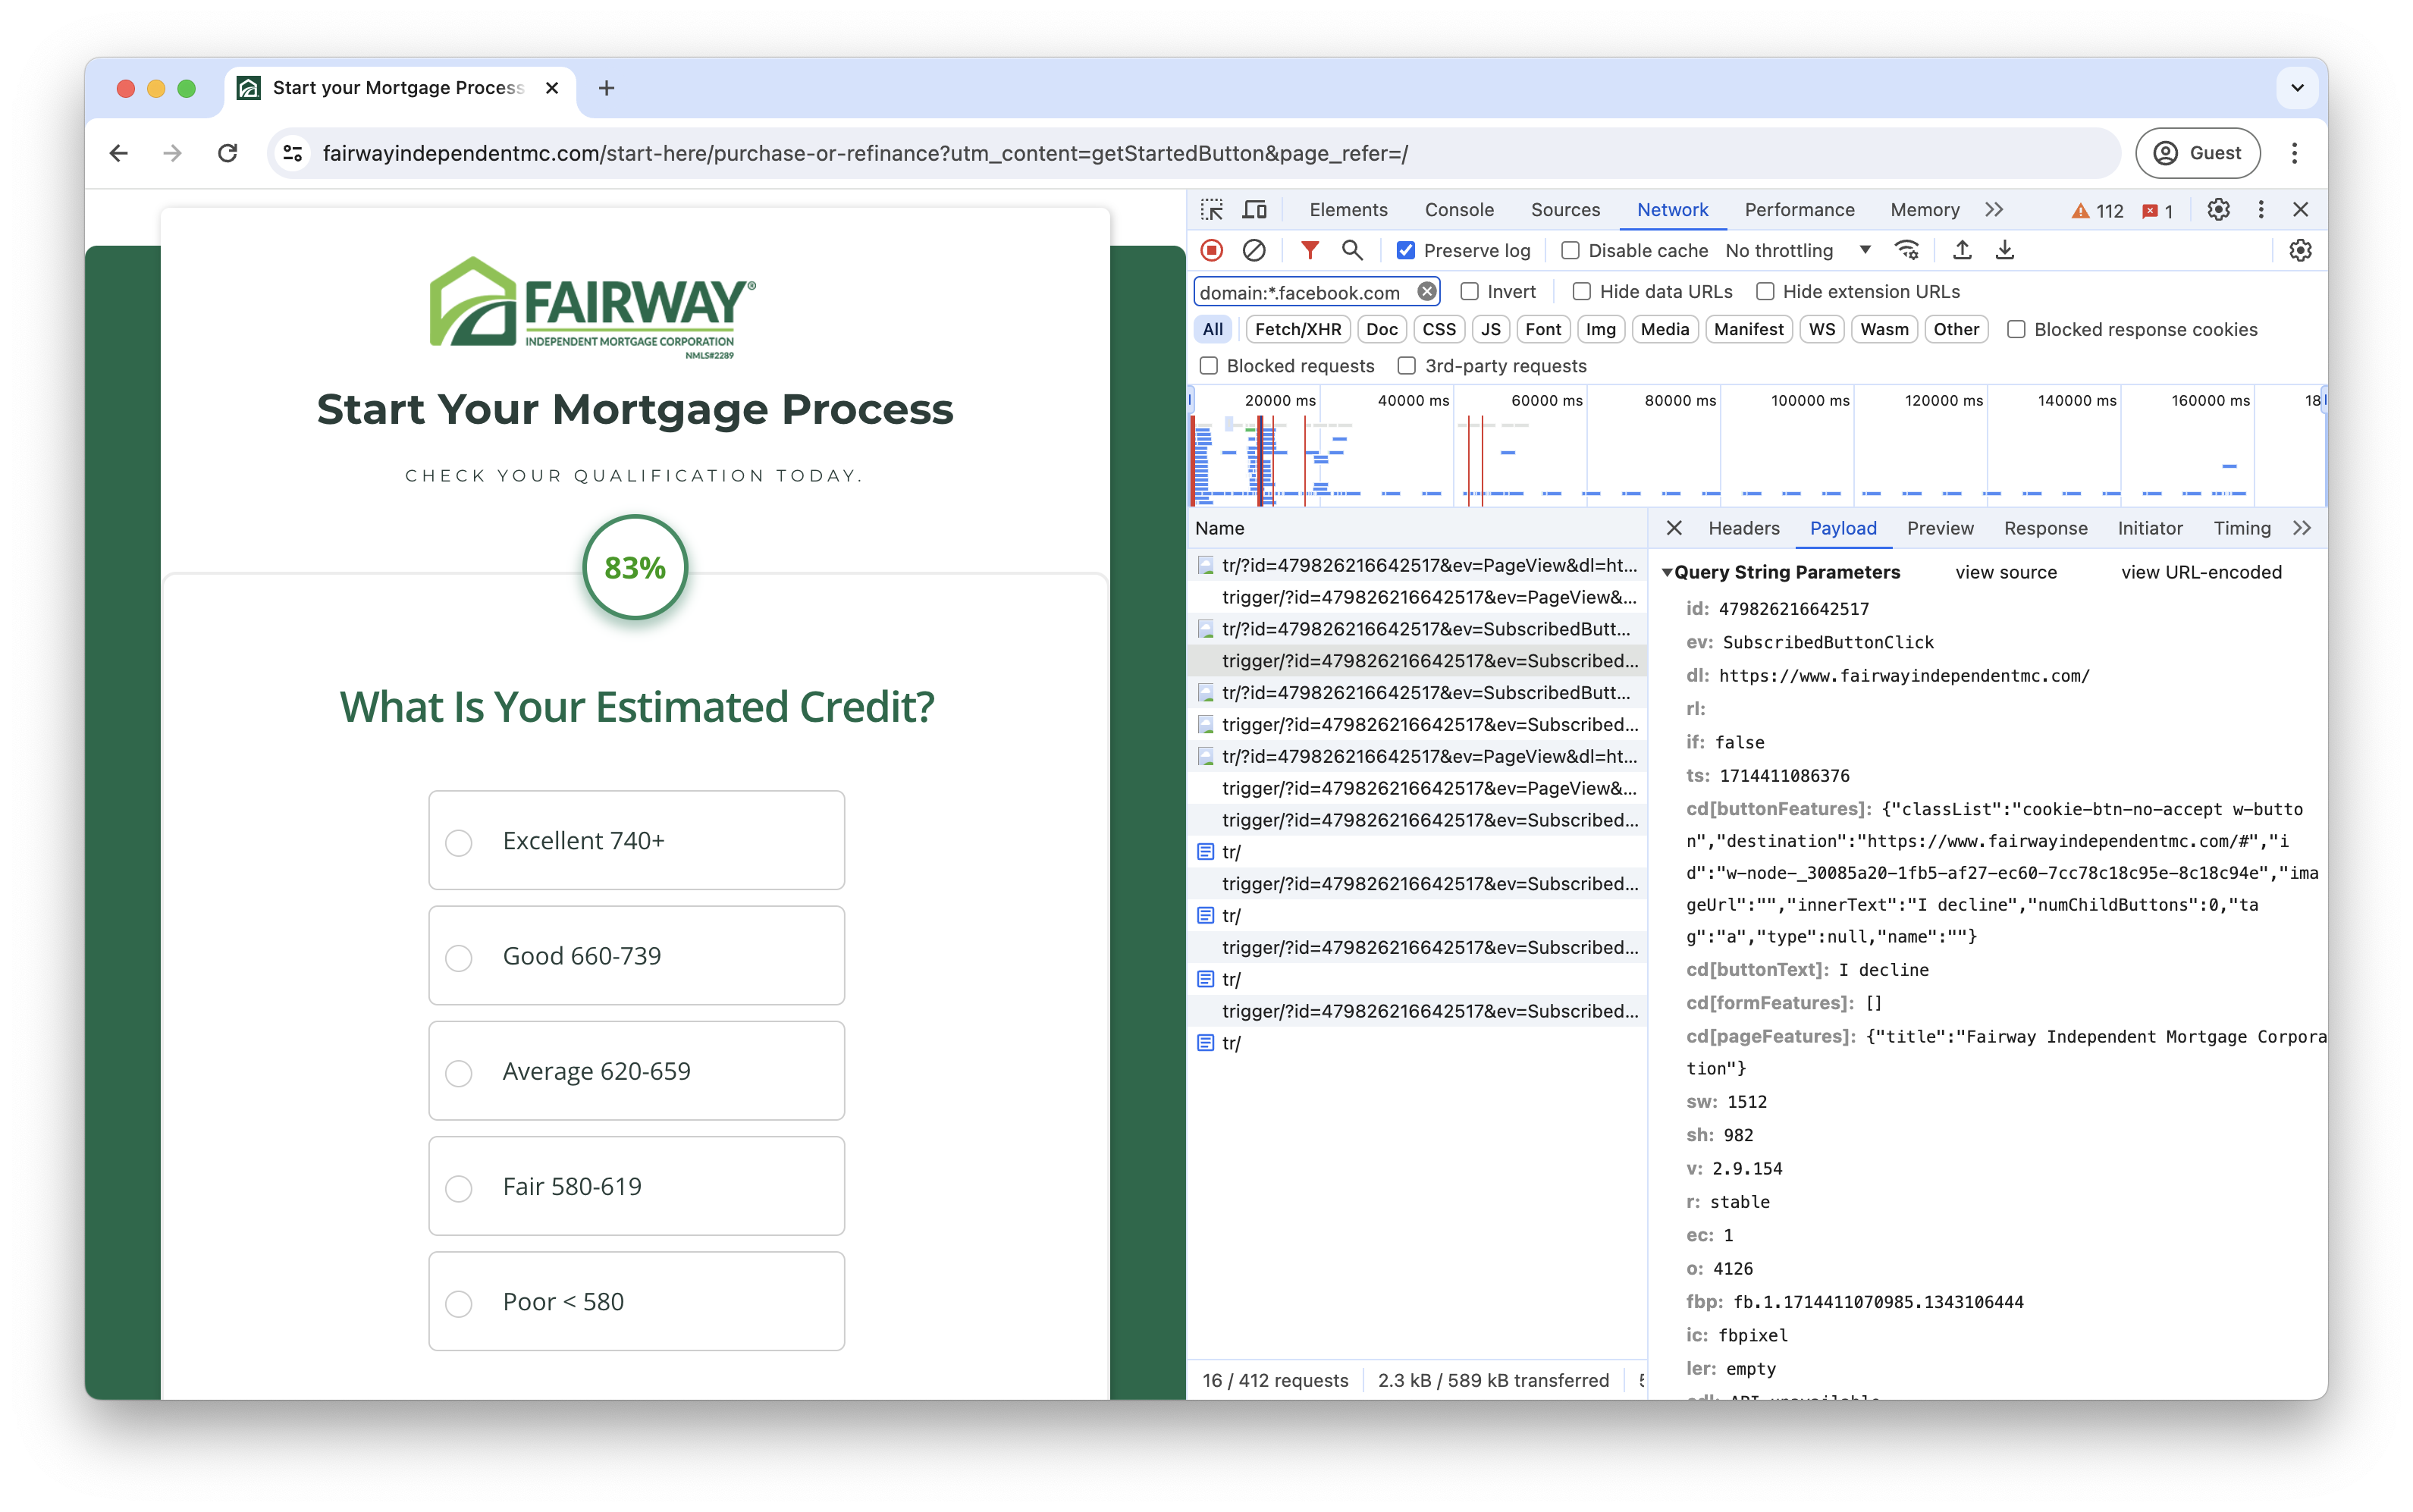 Start your Mortgage Process
fairwayindependentmc.com/start-here/purchase-or-refinance?utm_content=getStartedButton&page_refer=/
Guest
FAIRWAY®
INDEPENDENT MORTGAGE CORPORATION
NMLS#2289
Start Your Mortgage Process
CHECK YOUR QUALIFICATION TODAY.
83%
What Is Your Estimated Credit?
Excellent 740+
Good 660-739
Average 620-659
Fair 580-619
Poor < 580
Elements Console Sources Network Performance Memory 112 1
Preserve log Disable cache No throttling
domain:*.facebook.com Invert Hide data URLs Hide extension URLs
All Fetch/XHR Doc CSS JS Font Img Media Manifest WS Wasm Other Blocked response cookies
Blocked requests 3rd-party requests
20000 ms 40000 ms 60000 ms 80000 ms 100000 ms 120000 ms 140000 ms 160000 ms 18
Name
tr/?id=479826216642517&ev=PageView&dl=ht...
trigger/?id=479826216642517&ev=PageView&...
tr/?id=479826216642517&ev=SubscribedButt...
trigger/?id=479826216642517&ev=Subscribed...
tr/?id=479826216642517&ev=SubscribedButt...
trigger/?id=479826216642517&ev=Subscribed...
tr/?id=479826216642517&ev=PageView&dl=ht...
trigger/?id=479826216642517&ev=PageView&...
trigger/?id=479826216642517&ev=Subscribed...
tr/
trigger/?id=479826216642517&ev=Subscribed...
tr/
trigger/?id=479826216642517&ev=Subscribed...
tr/
trigger/?id=479826216642517&ev=Subscribed...
tr/
16 / 412 requests 2.3 kB / 589 kB transferred
Headers Payload Preview Response Initiator Timing
Query String Parameters view source view URL-encoded
id: 479826216642517
ev: SubscribedButtonClick
dl: https://www.fairwayindependentmc.com/
rl:
if: false
ts: 1714411086376
cd[buttonFeatures]: {"classList":"cookie-btn-no-accept w-butto
n","destination":"https://www.fairwayindependentmc.com/#","i
d":"w-node-_30085a20-1fb5-af27-ec60-7cc78c18c95e-8c18c94e","ima
geUrl":"","innerText":"I decline","numChildButtons":0,"ta
g":"a","type":null,"name":""}
cd[buttonText]: I decline
cd[formFeatures]: []
cd[pageFeatures]: {"title":"Fairway Independent Mortgage Corpora
tion"}
sw: 1512
sh: 982
v: 2.9.154
r: stable
ec: 1
o: 4126
fbp: fb.1.1714411070985.1343106444
ic: fbpixel
ler: empty